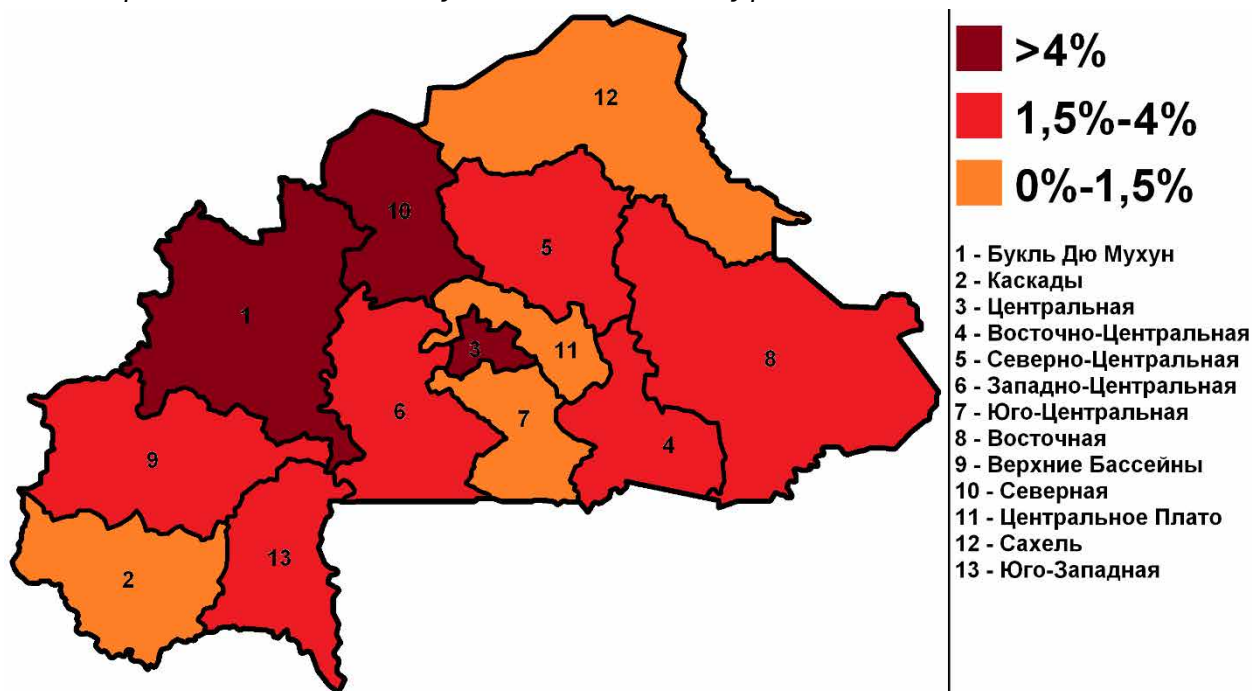 >4%
1,5%-4%
0%-1,5%
1 - Букль Дю Мухун
2 - Каскады
3 - Центральная
4 - Восточно-Центральная
5 - Северно-Центральная
6 - Западно-Центральная
7 - Юго-Центральная
8 - Восточная
9 - Верхние Бассейны
10 - Северная
11 - Центральное Плато
12 - Сахель
13 - Юго-Западная
12
10
5
1
3
11
8
6
7
4
9
2
13